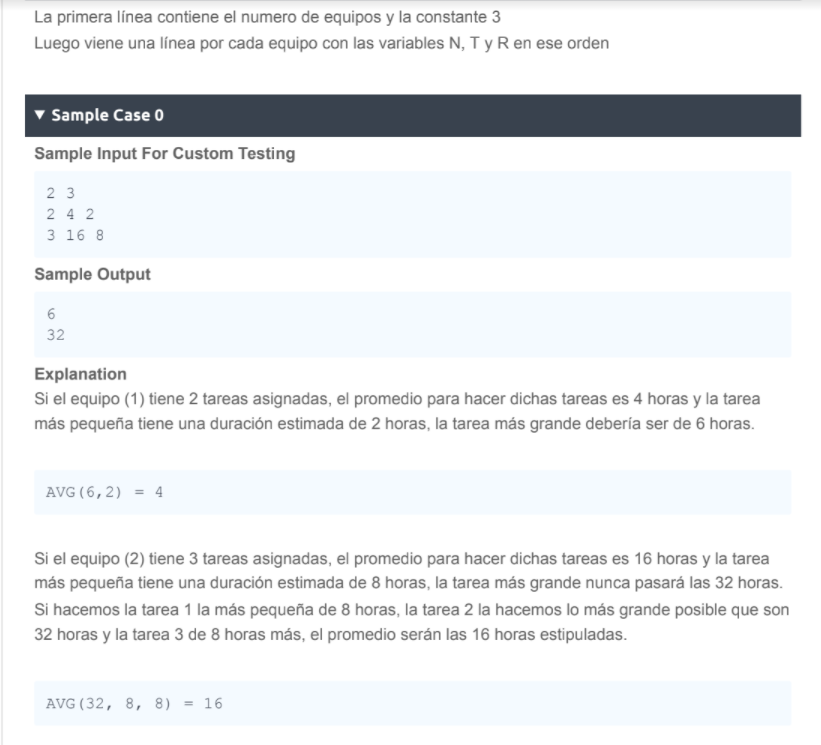 La primera línea contiene el numero de equipos y la constante 3
Luego viene una línea por cada equipo con las variables N, T y R en ese orden
▼ Sample Case 0
Sample Input For Custom Testing
2 3
2 4 2
3 16 8
Sample Output
6
32
Explanation
Si el equipo (1) tiene 2 tareas asignadas, el promedio para hacer dichas tareas es 4 horas y la tarea
más pequeña tiene una duración estimada de 2 horas, la tarea más grande debería ser de 6 horas.
AVG(6,2) = 4
Si el equipo (2) tiene 3 tareas asignadas, el promedio para hacer dichas tareas es 16 horas y la tarea
más pequeña tiene una duración estimada de 8 horas, la tarea más grande nunca pasará las 32 horas.
Si hacemos la tarea 1 la más pequeña de 8 horas, la tarea 2 la hacemos lo más grande posible que son
32 horas y la tarea 3 de 8 horas más, el promedio serán las 16 horas estipuladas.
AVG(32, 8, 8) = 16